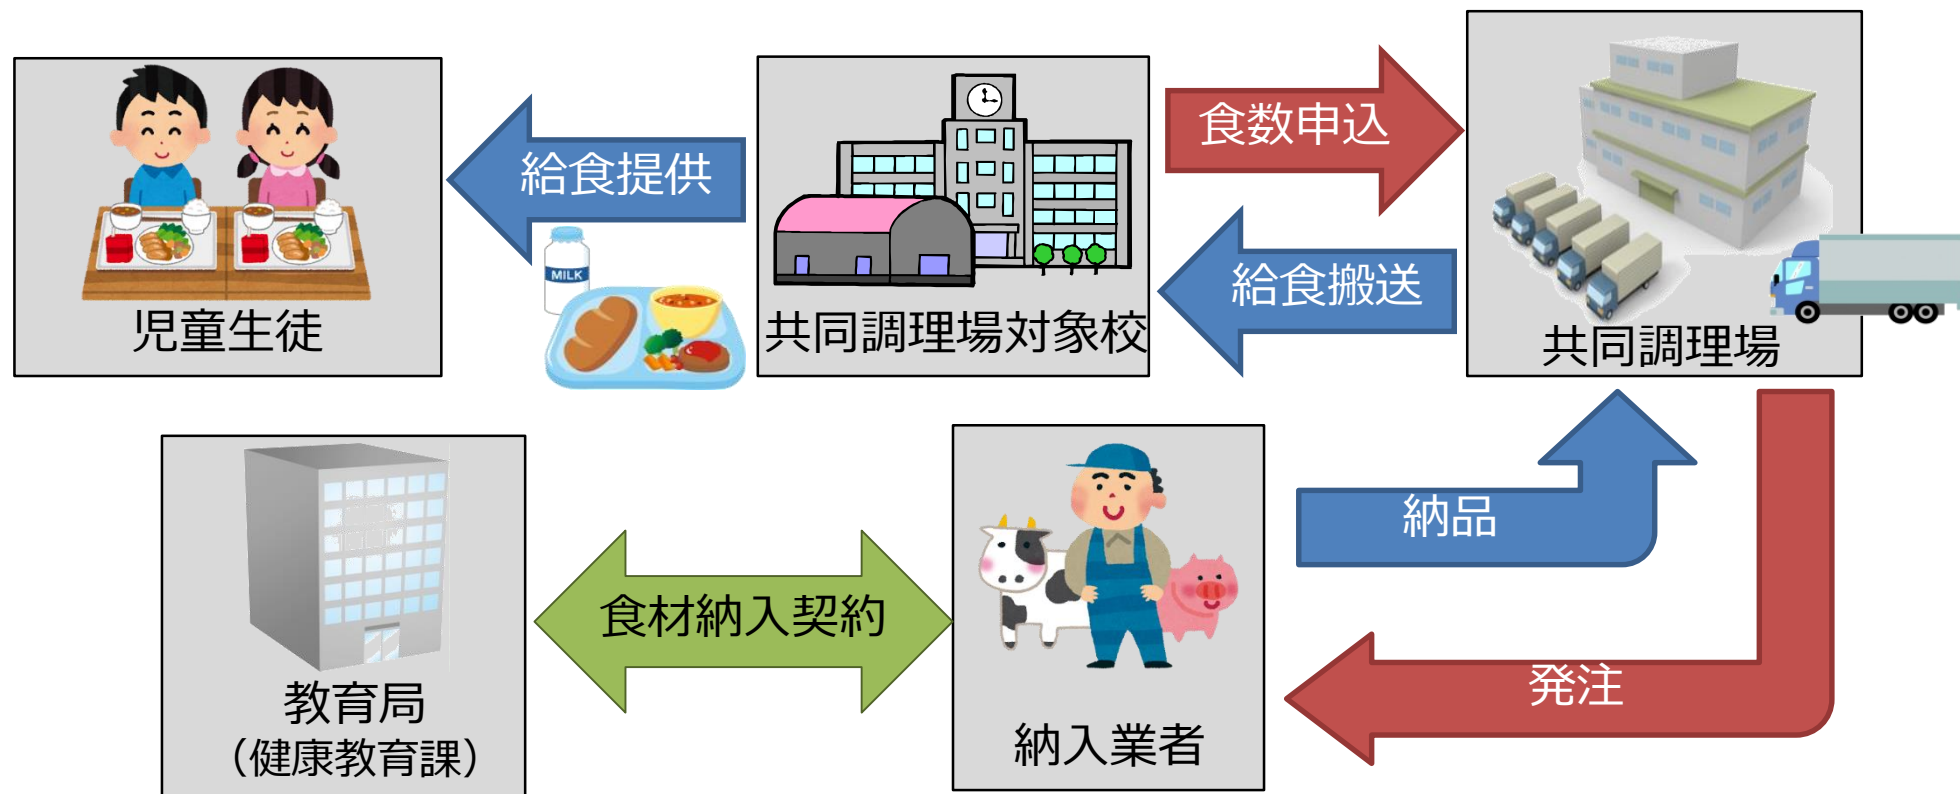 食数申込
給食提供
MILK
給食搬送
児童生徒
共同調理場対象校
共同調理場
納品
食材納入契約
発注
教育局
（健康教育課）
納入業者